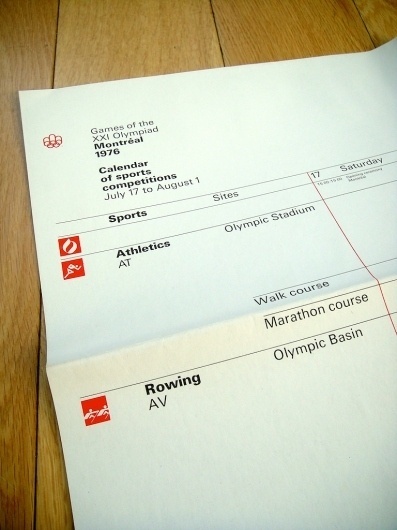 Games of the
XXI Olympiad
Montréal
1976
Calendar
of sports
competitions
July 17 to August 1
Sports
Sites
17
Saturday
Olympic Stadium
Athletics
AT
Walk course
Marathon course
Olympic Basin
Rowing
AV